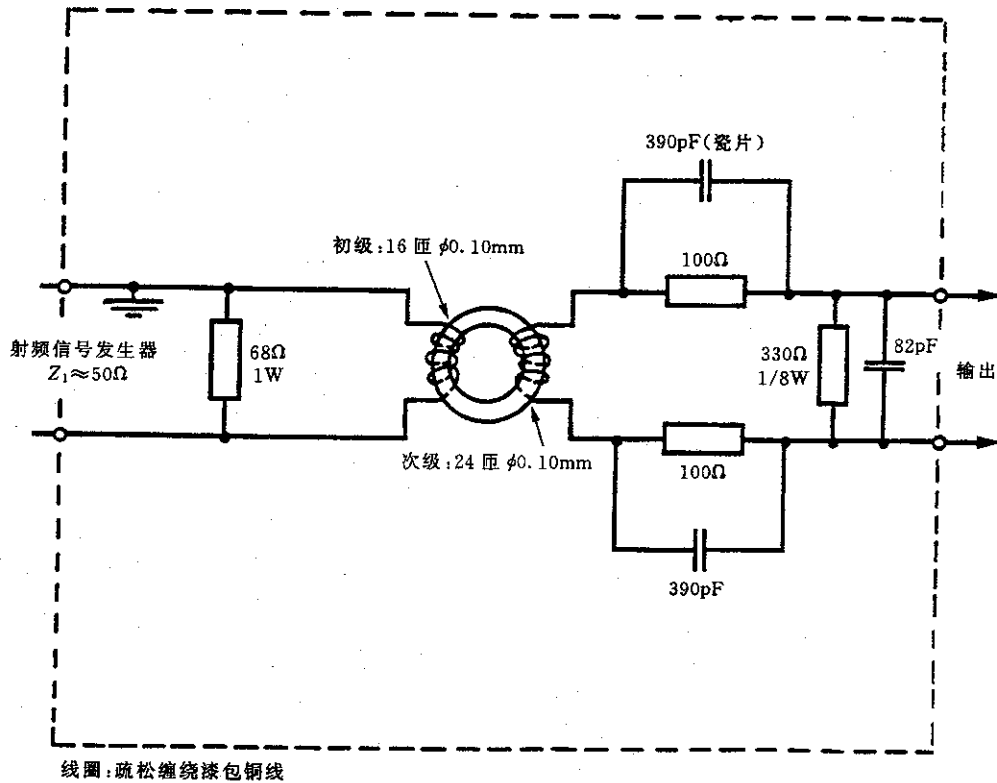 390pF(瓷片)
初级:16 匝 ϕ0.10mm
100Ω
射频信号发生器
Z₁≈50Ω
68Ω
1W
330Ω
1/8W
82pF
输出
次级:24 匝 ϕ0.10mm
100Ω
390pF
线圈:疏松缠绕漆包铜线